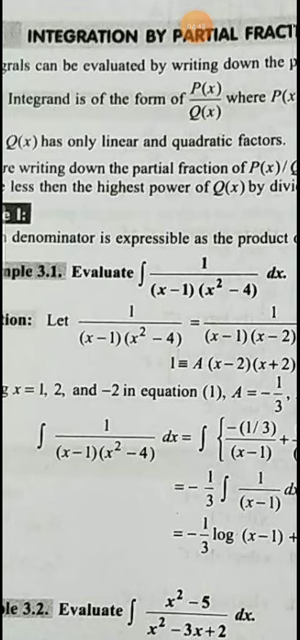 04:42
INTEGRATION BY PARTIAL FRACTI
grals can be evaluated by writing down the p
Integrand is of the form of P(x)/Q(x) where P(x
Q(x) has only linear and quadratic factors.
re writing down the partial fraction of P(x)/Q
less then the highest power of Q(x) by divi
I:
denominator is expressible as the product
mple 3.1. Evaluate ∫ 1/((x−1)(x² −4)) dx.
tion: Let 1/((x−1)(x² −4)) = 1/((x−1)(x−2)
1≡ A (x−2)(x+2)
g x = 1, 2, and −2 in equation (1), A = −1/3,
∫ 1/((x−1)(x² −4)) dx = ∫ { −(1/3)/(x−1) +
= −1/3 ∫ 1/(x−1) d
= −1/3 log (x−1) +
le 3.2. Evaluate ∫ (x² −5)/(x² −3x+2) dx.